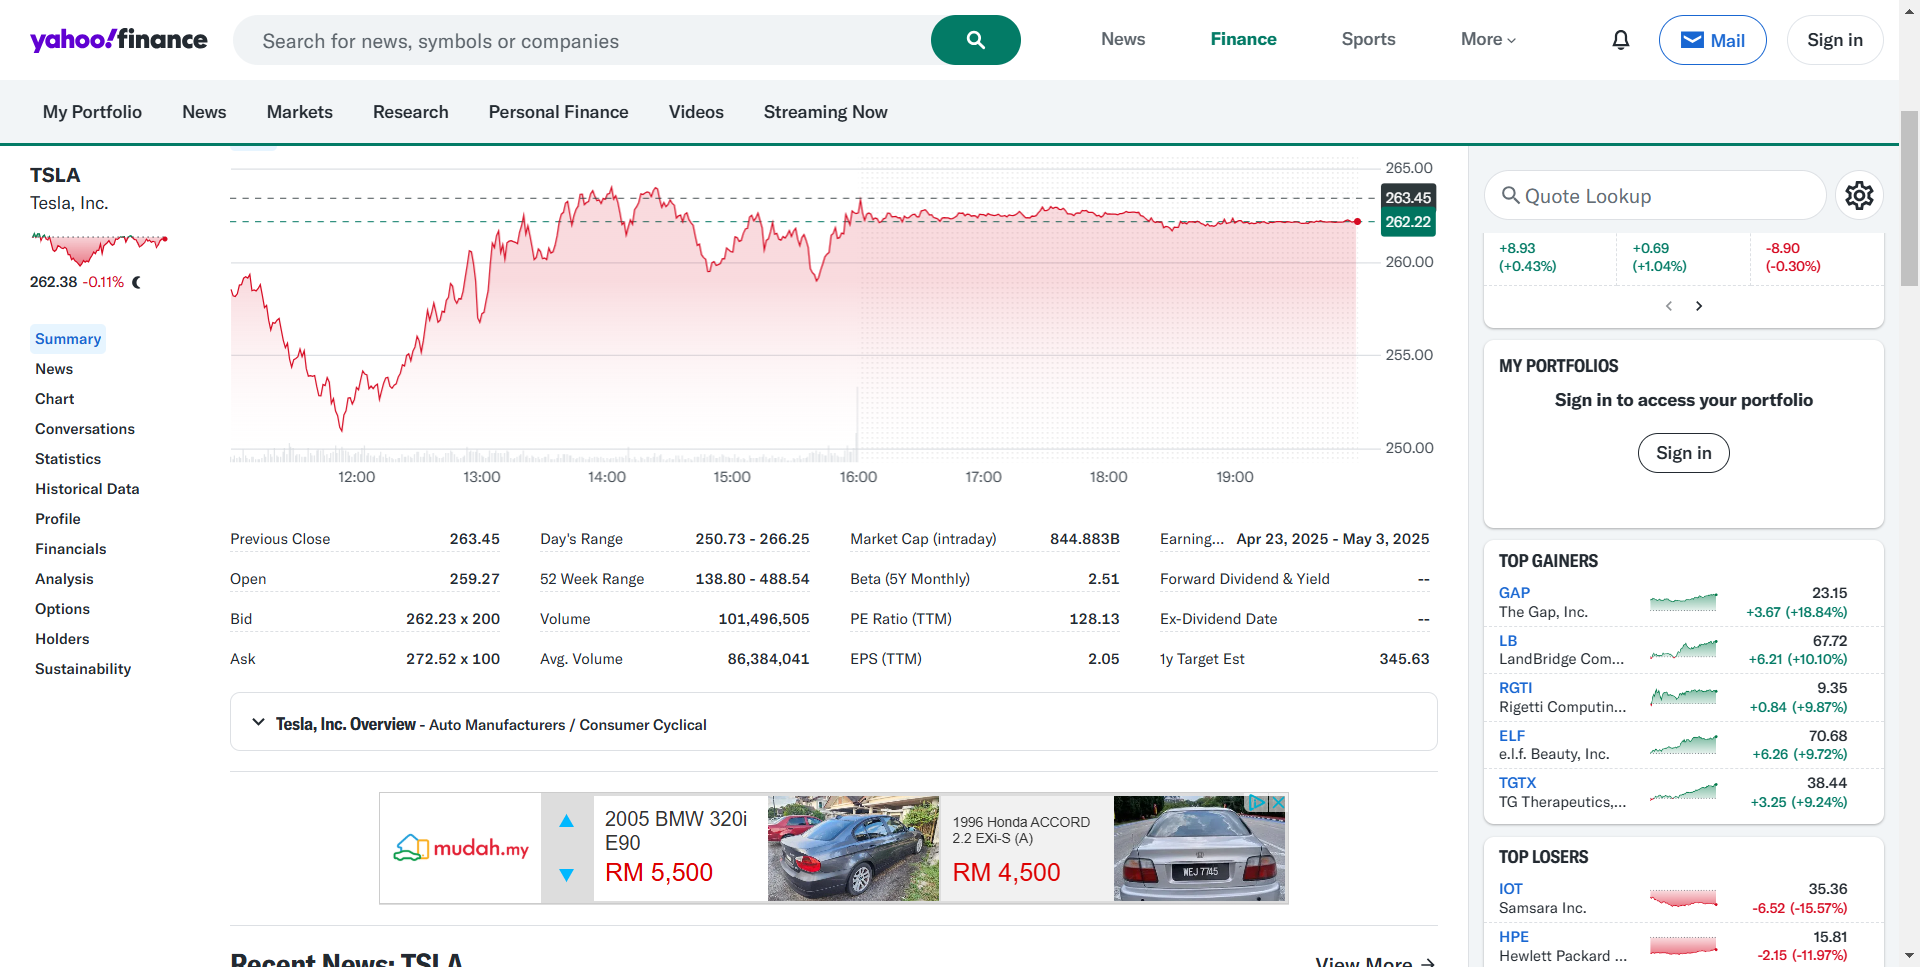 yahoo!finance
Search for news, symbols or companies
News
Finance
Sports
More
Mail
Sign in
My Portfolio
News
Markets
Research
Personal Finance
Videos
Streaming Now
TSLA
Tesla, Inc.
262.38 -0.11%
Summary
News
Chart
Conversations
Statistics
Historical Data
Profile
Financials
Analysis
Options
Holders
Sustainability
265.00
263.45
262.22
260.00
255.00
250.00
12:00
13:00
14:00
15:00
16:00
17:00
18:00
19:00
Previous Close 263.45
Open 259.27
Bid 262.23 x 200
Ask 272.52 x 100
Day's Range 250.73 - 266.25
52 Week Range 138.80 - 488.54
Volume 101,496,505
Avg. Volume 86,384,041
Market Cap (intraday) 844.883B
Beta (5Y Monthly) 2.51
PE Ratio (TTM) 128.13
EPS (TTM) 2.05
Earning... Apr 23, 2025 - May 3, 2025
Forward Dividend & Yield --
Ex-Dividend Date --
1y Target Est 345.63
Tesla, Inc. Overview - Auto Manufacturers / Consumer Cyclical
mudah.my
2005 BMW 320i
E90
RM 5,500
1996 Honda ACCORD
2.2 EXi-S (A)
RM 4,500
WEJ 7745
Recent News: TSLA
View More
Quote Lookup
+8.93
(+0.43%)
+0.69
(+1.04%)
-8.90
(-0.30%)
MY PORTFOLIOS
Sign in to access your portfolio
Sign in
TOP GAINERS
GAP 23.15
The Gap, Inc. +3.67 (+18.84%)
LB 67.72
LandBridge Com... +6.21 (+10.10%)
RGTI 9.35
Rigetti Computin... +0.84 (+9.87%)
ELF 70.68
e.l.f. Beauty, Inc. +6.26 (+9.72%)
TGTX 38.44
TG Therapeutics,... +3.25 (+9.24%)
TOP LOSERS
IOT 35.36
Samsara Inc. -6.52 (-15.57%)
HPE 15.81
Hewlett Packard ... -2.15 (-11.97%)